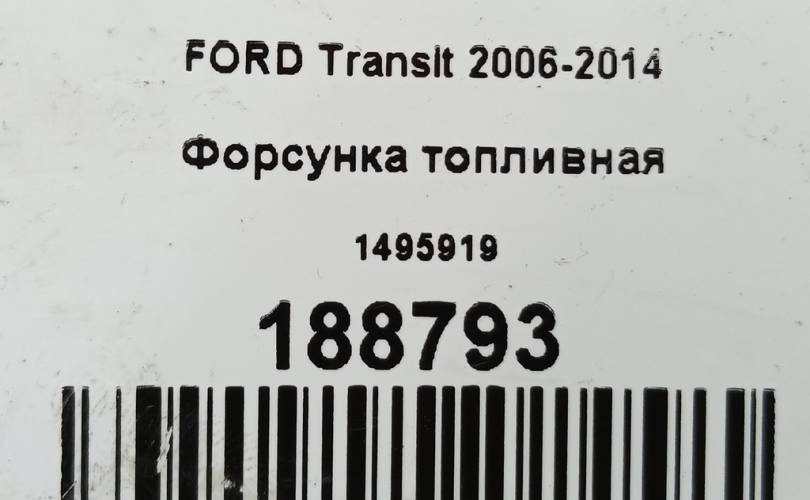 FORD Transit 2006-2014
Форсунка топливная
1495919
188793